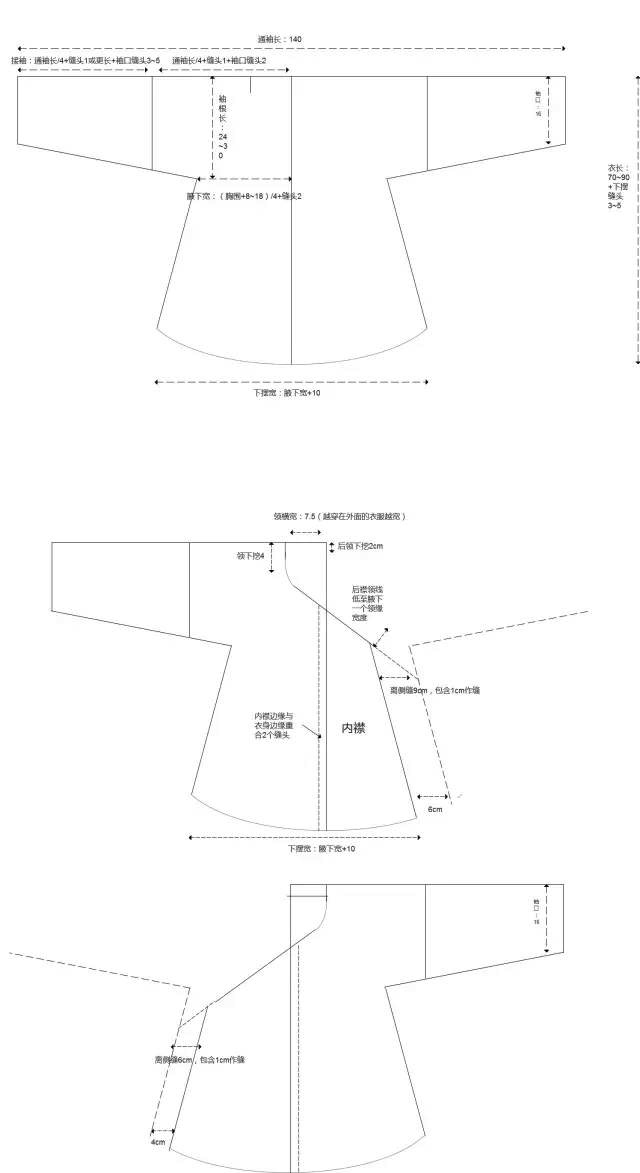 通袖长：140
接袖：通袖长/4+缝头1或更长+袖口缝头3~5
通袖长/4+缝头1+袖口缝头2
袖
根
长
：
24
~3
0
袖
口
：
16
腋下宽：（胸围+8~18）/4+缝头2
衣长：
70~90
+下摆
缝头
3~5
下摆宽：腋下宽+10
领横宽：7.5（越穿在外面的衣服越宽）
领下挖4
后领下挖2cm
后襟领线
低至腋下
一个领缘
宽度
离侧缝9cm，包含1cm作缝
内襟边缘与
衣身边缘重
合2个缝头
内襟
6cm
下摆宽：腋下宽+10
袖
口
：
16
离侧缝6cm，包含1cm作缝
4cm